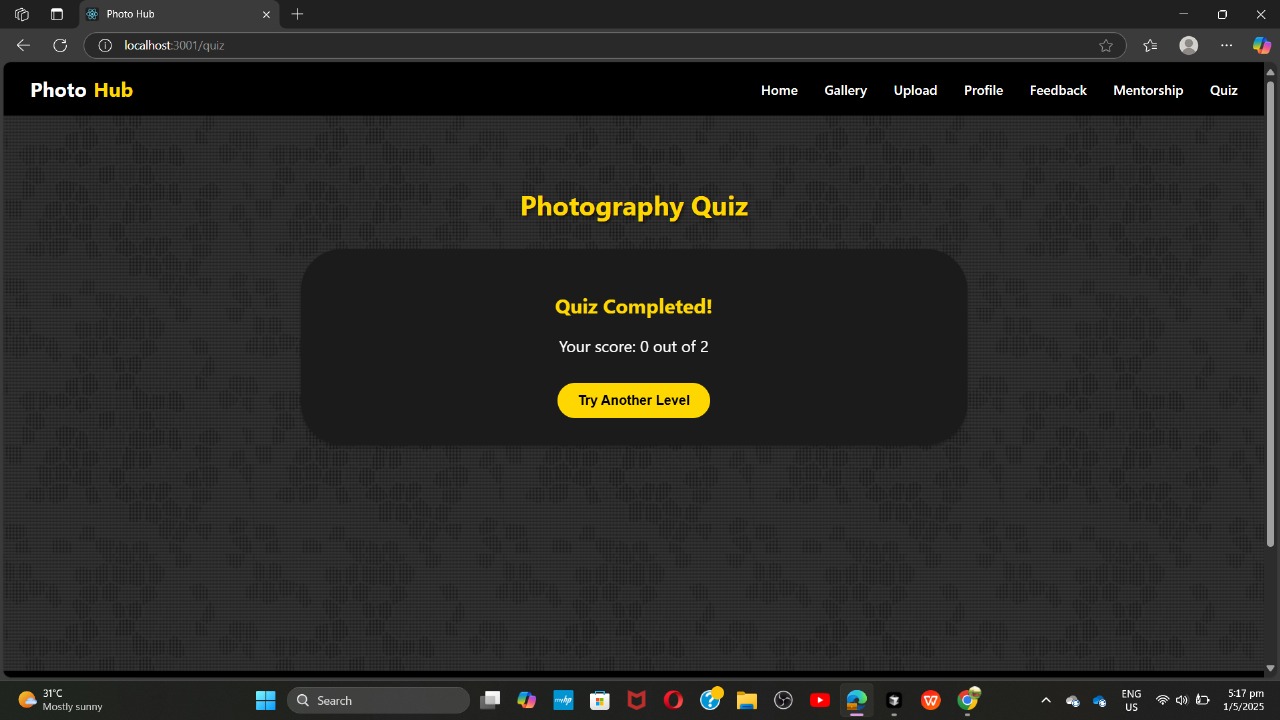 Photo Hub
localhost:3001/quiz
Photo Hub
Home Gallery Upload Profile Feedback Mentorship Quiz
Photography Quiz
Quiz Completed!
Your score: 0 out of 2
Try Another Level
31°C
Mostly sunny
Search
myhp
ENG
US
5:17 pm
1/5/2025